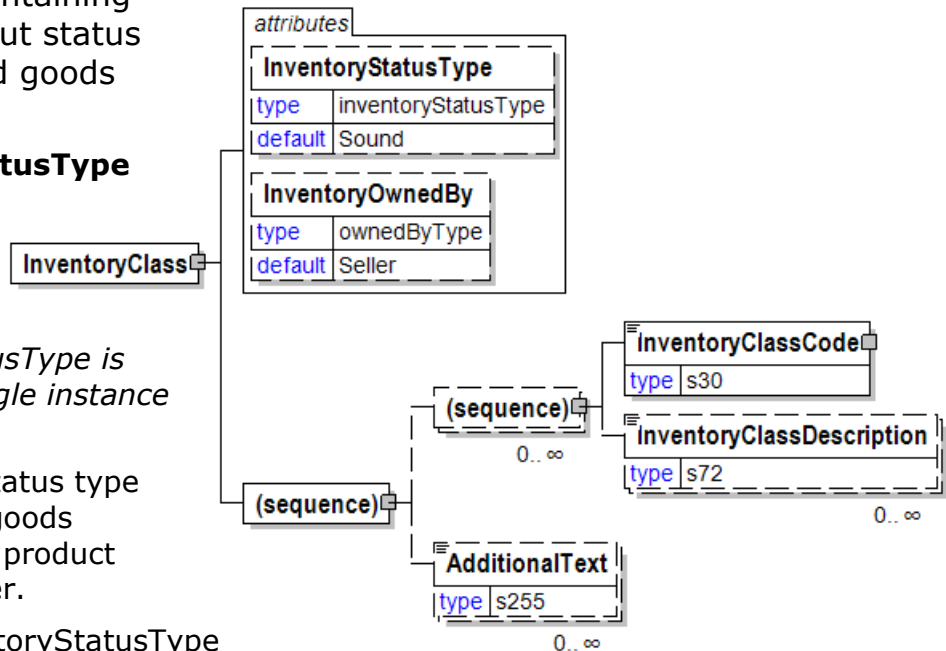 ntaining
ut status
d goods
tusType
usType is
gle instance
tatus type
goods
product
er.
toryStatusType
attributes
InventoryStatusType
type inventoryStatusType
default Sound
InventoryOwnedBy
type ownedByType
default Seller
InventoryClass
(sequence)
(sequence)
0.. ∞
InventoryClassCode
type s30
InventoryClassDescription
type s72
0.. ∞
AdditionalText
type s255
0.. ∞